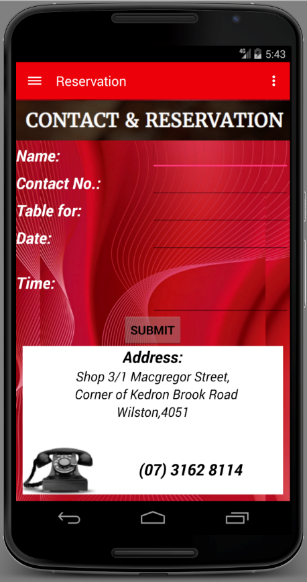 4G 5:43
Reservation
CONTACT & RESERVATION
Name:
Contact No.:
Table for:
Date:
Time:
SUBMIT
Address:
Shop 3/1 Macgregor Street,
Corner of Kedron Brook Road
Wilston,4051
(07) 3162 8114